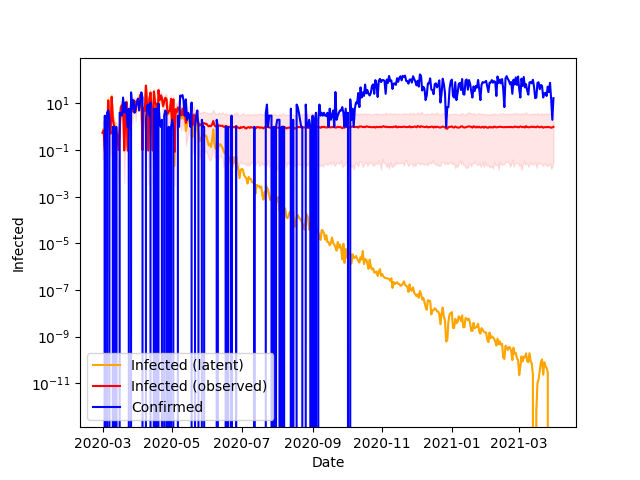 10¹
10⁻¹
10⁻³
10⁻⁵
10⁻⁷
10⁻⁹
10⁻¹¹
Infected
Infected (latent)
Infected (observed)
Confirmed
2020-03 2020-05 2020-07 2020-09 2020-11 2021-01 2021-03
Date